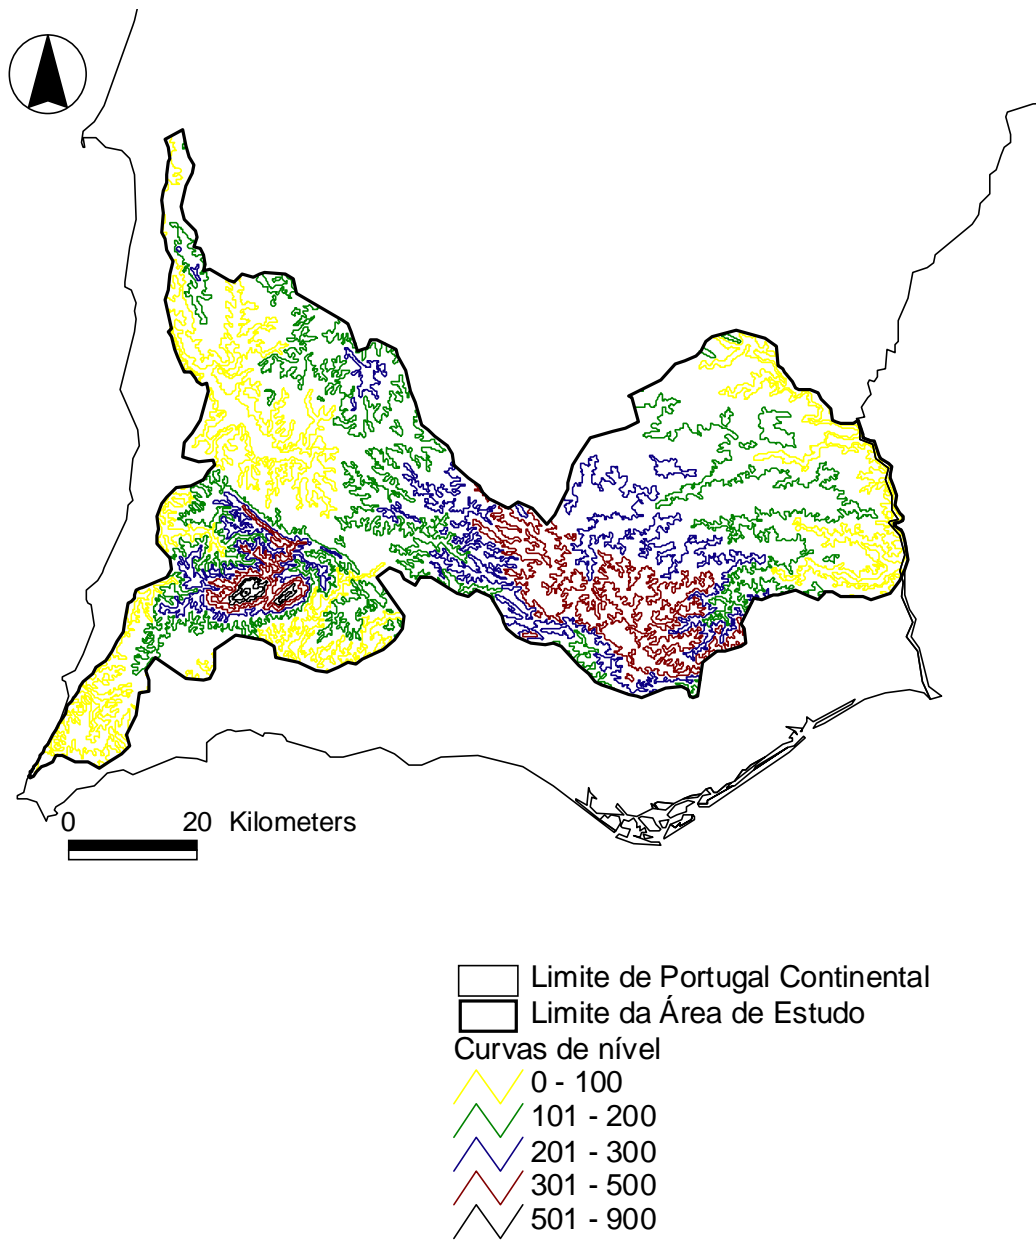 0 20 Kilometers
Limite de Portugal Continental
Limite da Área de Estudo
Curvas de nível
0 - 100
101 - 200
201 - 300
301 - 500
501 - 900